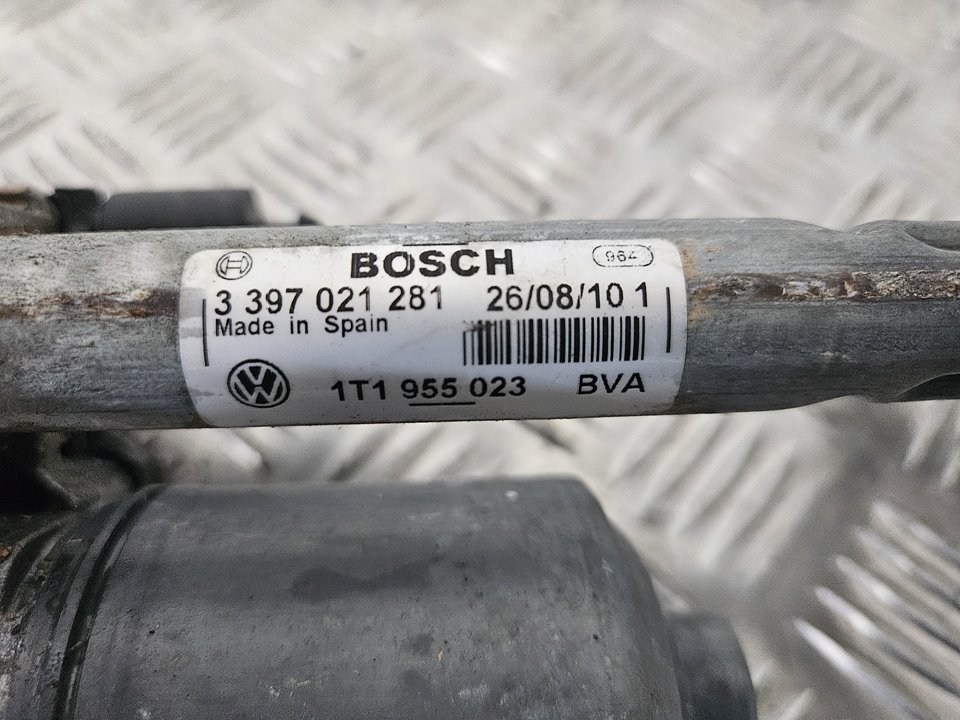 BOSCH 964
3 397 021 281 26/08/10 1
Made in Spain
1T1 955 023 BVA